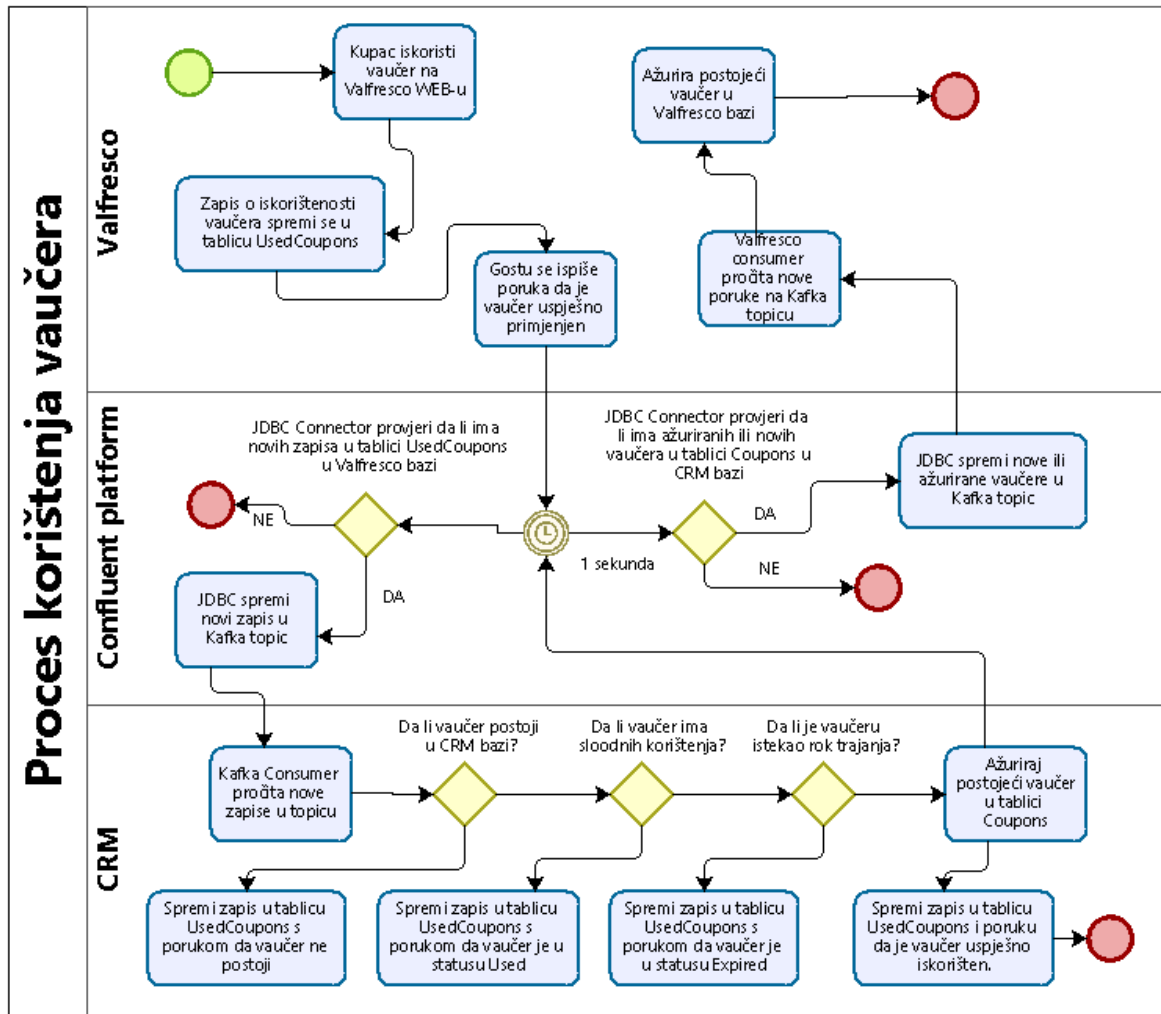 Proces korištenja vaučera
Valfresco
Kupac iskoristi
vaučer na
Valfresco WEB-u
Ažurira postojeći
vaučer u
Valfresco bazi
Zapis o iskorištenosti
vaučera spremi se u
tablicu UsedCoupons
Gostu se ispiše
poruka da je
vaučer uspješno
primjenjen
Valfresco
consumer
pročita nove
poruke na Kafka
topicu
Confluent platform
JDBC Connector provjeri da li ima
novih zapisa u tablici UsedCoupons
u Valfresco bazi
JDBC Connector provjeri da
li ima ažuriranih ili novih
vaučera u tablici Coupons u
CRM bazi
JDBC spremi nove ili
ažurirane vaučere u
Kafka topic
NE
DA
1 sekunda
DA
NE
JDBC spremi
novi zapis u
Kafka topic
CRM
Da li vaučer postoji
u CRM bazi?
Da li vaučer ima
sloodnih korištenja?
Da li je vaučeru
istekao rok trajanja?
Kafka Consumer
pročita nove
zapise u topicu
Ažuriraj
postojeći vaučer
u tablici
Coupons
Spremi zapis u tablicu
UsedCoupons s
porukom da vaučer ne
postoji
Spremi zapis u tablicu
UsedCoupons s
porukom da vaučer je u
statusu Used
Spremi zapis u tablicu
UsedCoupons s
porukom da vaučer je
u statusu Expired
Spremi zapis u tablicu
UsedCoupons i poruku
da je vaučer uspješno
iskorišten.